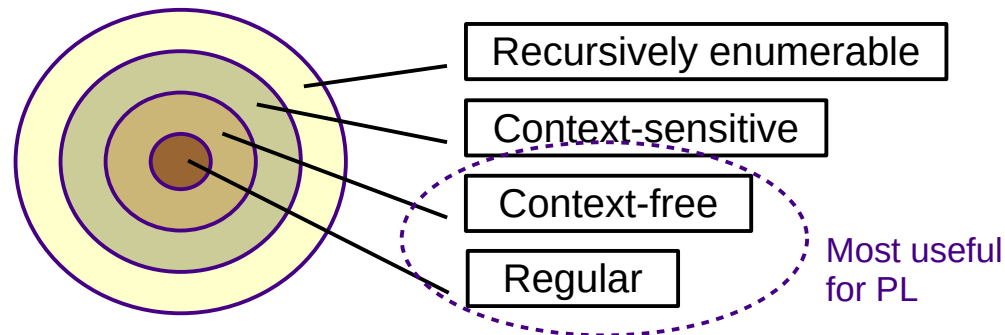 Recursively enumerable
Context-sensitive
Context-free
Regular
Most useful
for PL